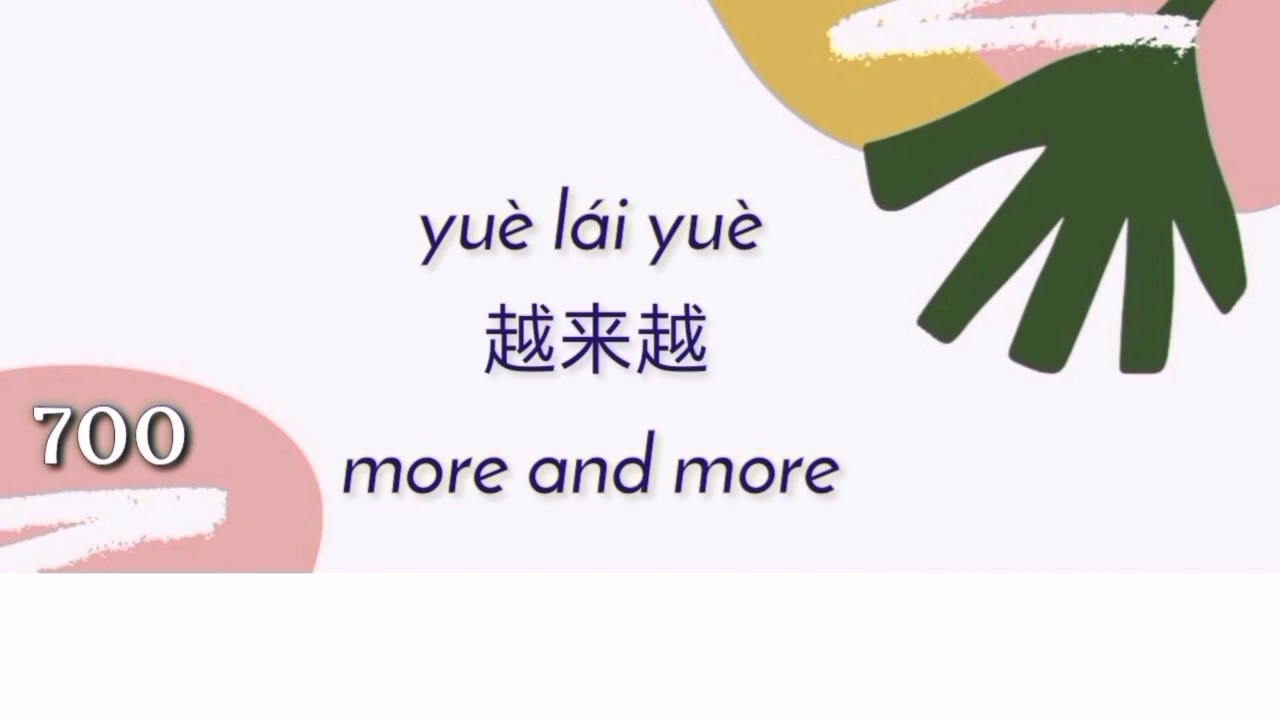 yuè lái yuè
越来越
700
more and more